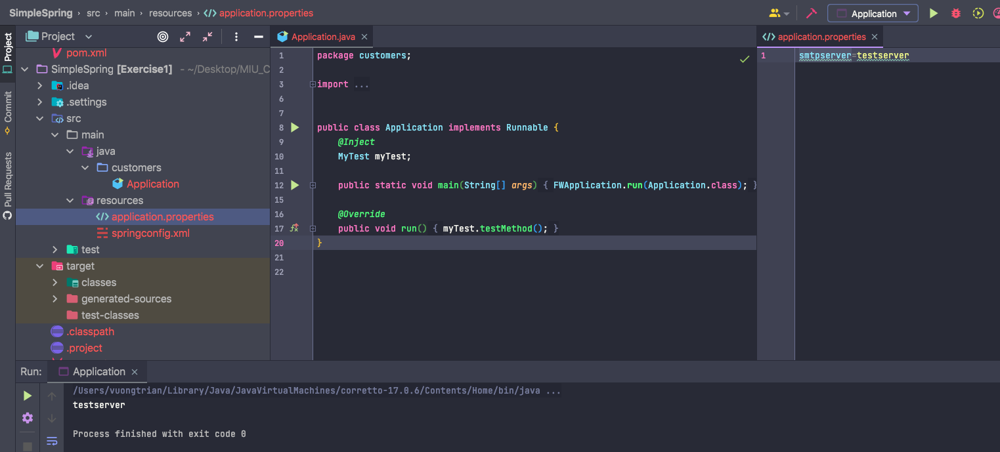 SimpleSpring › src › main › resources › </> application.properties
Application
Project
Commit
Pull Requests
Project
pom.xml
SimpleSpring [Exercise1] - ~/Desktop/MIU_C
.idea
.settings
src
main
java
customers
Application
resources
</> application.properties
springconfig.xml
test
target
classes
generated-sources
test-classes
.classpath
.project
Application.java ×
1 package customers;
2
3 import ...
6
7
8 public class Application implements Runnable {
9 @Inject
10 MyTest myTest;
11
12 public static void main(String[] args) { FWApplication.run(Application.class); }
15
16 @Override
17 public void run() { myTest.testMethod(); }
20 }
21
22
</> application.properties ×
1 smtpserver=testserver
Run: Application ×
/Users/vuongtrian/Library/Java/JavaVirtualMachines/corretto-17.0.6/Contents/Home/bin/java ...
testserver
Process finished with exit code 0